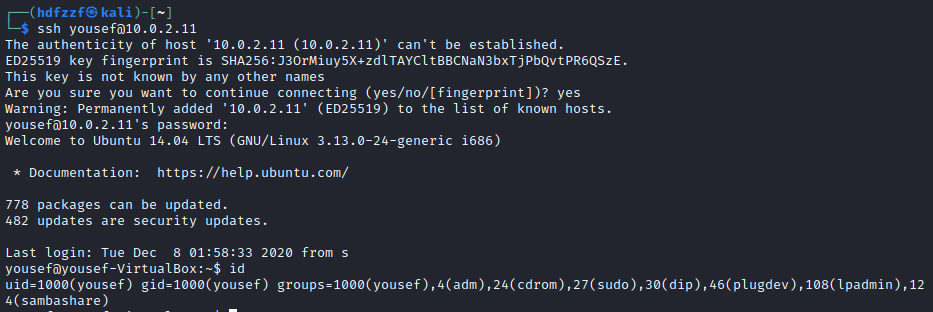 ┌──(hdfzzf㉿kali)-[~]
└─$ ssh yousef@10.0.2.11
The authenticity of host '10.0.2.11 (10.0.2.11)' can't be established.
ED25519 key fingerprint is SHA256:J3OrMiuy5X+zdlTAYCltBBCNaN3bxTjPbQvtPR6QSzE.
This key is not known by any other names
Are you sure you want to continue connecting (yes/no/[fingerprint])? yes
Warning: Permanently added '10.0.2.11' (ED25519) to the list of known hosts.
yousef@10.0.2.11's password:
Welcome to Ubuntu 14.04 LTS (GNU/Linux 3.13.0-24-generic i686)
* Documentation:  https://help.ubuntu.com/
778 packages can be updated.
482 updates are security updates.
Last login: Tue Dec  8 01:58:33 2020 from s
yousef@yousef-VirtualBox:~$ id
uid=1000(yousef) gid=1000(yousef) groups=1000(yousef),4(adm),24(cdrom),27(sudo),30(dip),46(plugdev),108(lpadmin),12
4(sambashare)